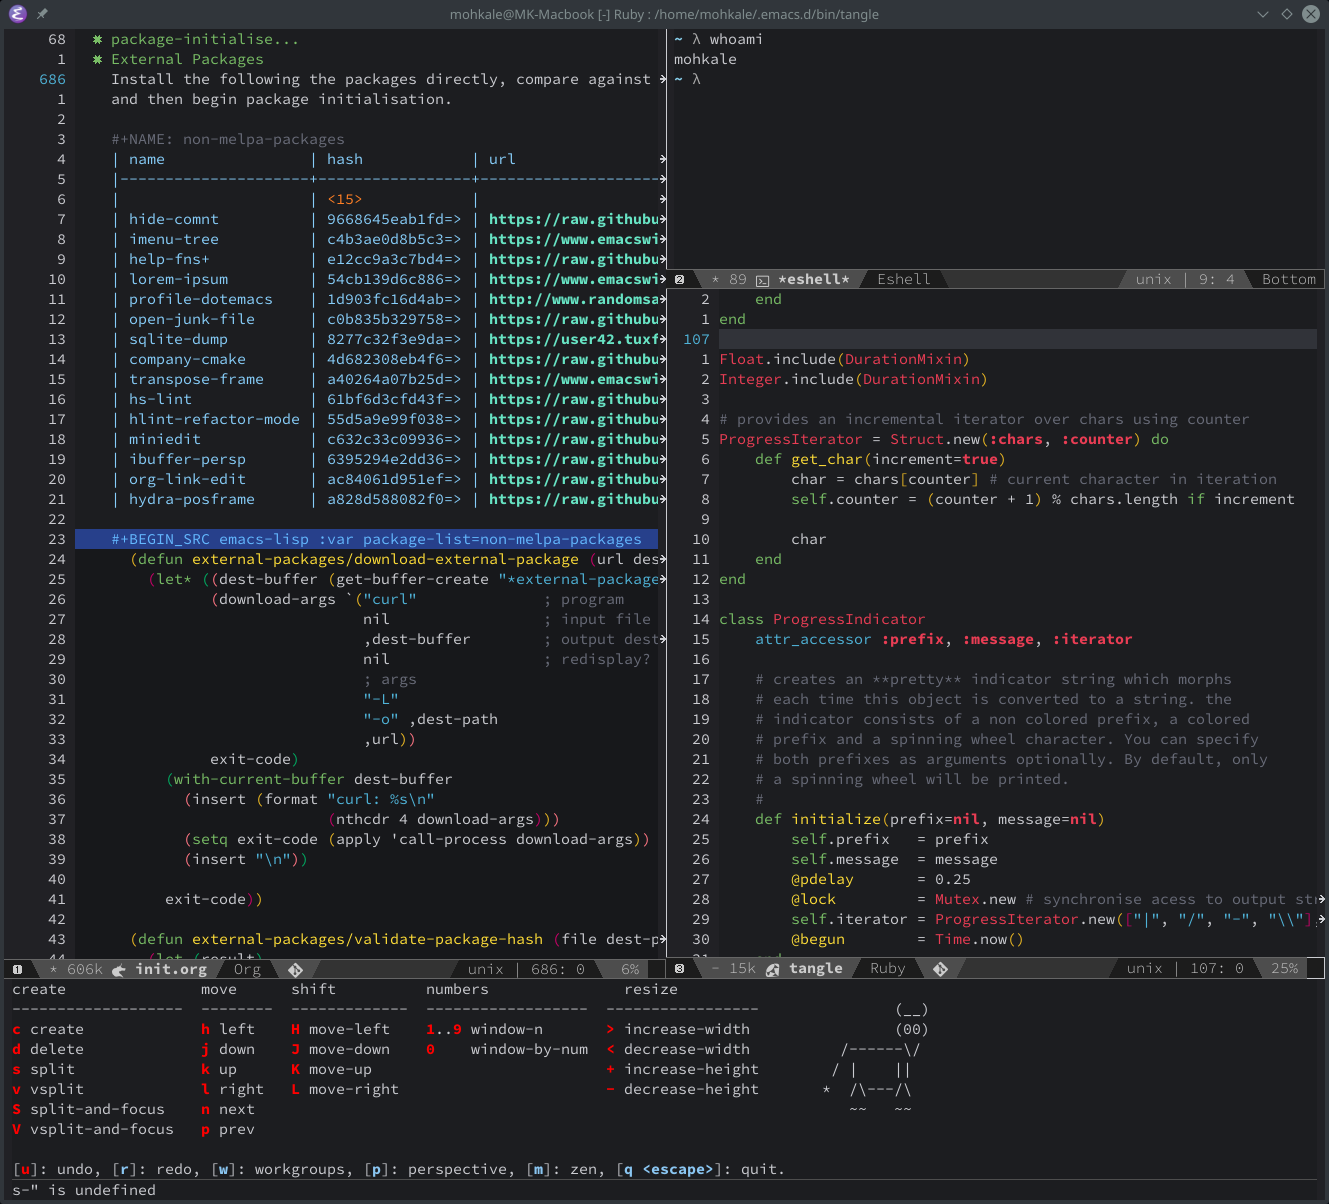 mohkale@MK-Macbook [-] Ruby : /home/mohkale/.emacs.d/bin/tangle
68 * package-initialise...
1 * External Packages
686 Install the following the packages directly, compare against
1 and then begin package initialisation.
2
3 #+NAME: non-melpa-packages
4 | name | hash | url
5 |---------------------+-----------------+--------------------
6 | | <15> |
7 | hide-comnt | 9668645eab1fd=> | https://raw.githubu
8 | imenu-tree | c4b3ae0d8b5c3=> | https://www.emacswi
9 | help-fns+ | e12cc9a3c7bd4=> | https://raw.githubu
10 | lorem-ipsum | 54cb139d6c886=> | https://www.emacswi
11 | profile-dotemacs | 1d903fc16d4ab=> | http://www.randomsa
12 | open-junk-file | c0b835b329758=> | https://raw.githubu
13 | sqlite-dump | 8277c32f3e9da=> | https://user42.tuxf
14 | company-cmake | 4d682308eb4f6=> | https://raw.githubu
15 | transpose-frame | a40264a07b25d=> | https://www.emacswi
16 | hs-lint | 61bf6d3cfd43f=> | https://raw.githubu
17 | hlint-refactor-mode | 55d5a9e99f038=> | https://raw.githubu
18 | miniedit | c632c33c09936=> | https://raw.githubu
19 | ibuffer-persp | 6395294e2dd36=> | https://raw.githubu
20 | org-link-edit | ac84061d951ef=> | https://raw.githubu
21 | hydra-posframe | a828d588082f0=> | https://raw.githubu
22
23 #+BEGIN_SRC emacs-lisp :var package-list=non-melpa-packages
24 (defun external-packages/download-external-package (url des
25 (let* ((dest-buffer (get-buffer-create "*external-package
26 (download-args `("curl" ; program
27 nil ; input file
28 ,dest-buffer ; output dest
29 nil ; redisplay?
30 ; args
31 "-L"
32 "-o" ,dest-path
33 ,url))
34 exit-code)
35 (with-current-buffer dest-buffer
36 (insert (format "curl: %s\n"
37 (nthcdr 4 download-args)))
38 (setq exit-code (apply 'call-process download-args))
39 (insert "\n"))
40
41 exit-code))
42
43 (defun external-packages/validate-package-hash (file dest-p
44 (let (result)
1 * 606k init.org Org unix | 686: 0 6%
~ λ whoami
mohkale
~ λ
2 * 89 *eshell* Eshell unix | 9: 4 Bottom
2 end
1 end
107
1 Float.include(DurationMixin)
2 Integer.include(DurationMixin)
3
4 # provides an incremental iterator over chars using counter
5 ProgressIterator = Struct.new(:chars, :counter) do
6 def get_char(increment=true)
7 char = chars[counter] # current character in iteration
8 self.counter = (counter + 1) % chars.length if increment
9
10 char
11 end
12 end
13
14 class ProgressIndicator
15 attr_accessor :prefix, :message, :iterator
16
17 # creates an **pretty** indicator string which morphs
18 # each time this object is converted to a string. the
19 # indicator consists of a non colored prefix, a colored
20 # prefix and a spinning wheel character. You can specify
21 # both prefixes as arguments optionally. By default, only
22 # a spinning wheel will be printed.
23 #
24 def initialize(prefix=nil, message=nil)
25 self.prefix = prefix
26 self.message = message
27 @pdelay = 0.25
28 @lock = Mutex.new # synchronise acess to output str
29 self.iterator = ProgressIterator.new(["|", "/", "-", "\\"],
30 @begun = Time.now()
31 end
3 - 15k tangle Ruby unix | 107: 0 25%
create move shift numbers resize
------------------- -------- ------------- ------------------ -----------------
c create h left H move-left 1..9 window-n > increase-width
d delete j down J move-down 0 window-by-num < decrease-width
s split k up K move-up + increase-height
v vsplit l right L move-right - decrease-height
S split-and-focus n next
V vsplit-and-focus p prev
(__)
(00)
/------\/
/ | ||
* /\---/\
~~ ~~
[u]: undo, [r]: redo, [w]: workgroups, [p]: perspective, [m]: zen, [q <escape>]: quit.
s-" is undefined